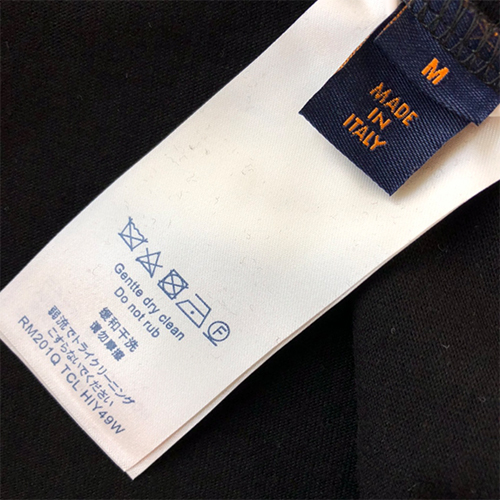 M
MADE
IN
ITALY
Gentte dry clean
Do not rub
缓和干洗
请勿摩擦
弱流でトライクリーニング
こすらないでください
RM201Q TCL HIY49W